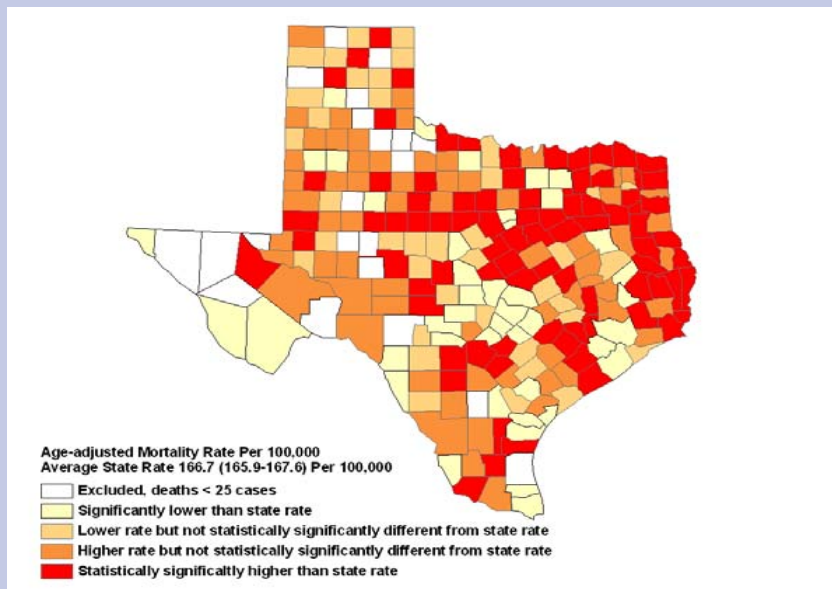 Age-adjusted Mortality Rate Per 100,000
Average State Rate 166.7 (165.9-167.6) Per 100,000
Excluded, deaths < 25 cases
Significantly lower than state rate
Lower rate but not statistically significantly different from state rate
Higher rate but not statistically significantly different from state rate
Statistically significaltly higher than state rate